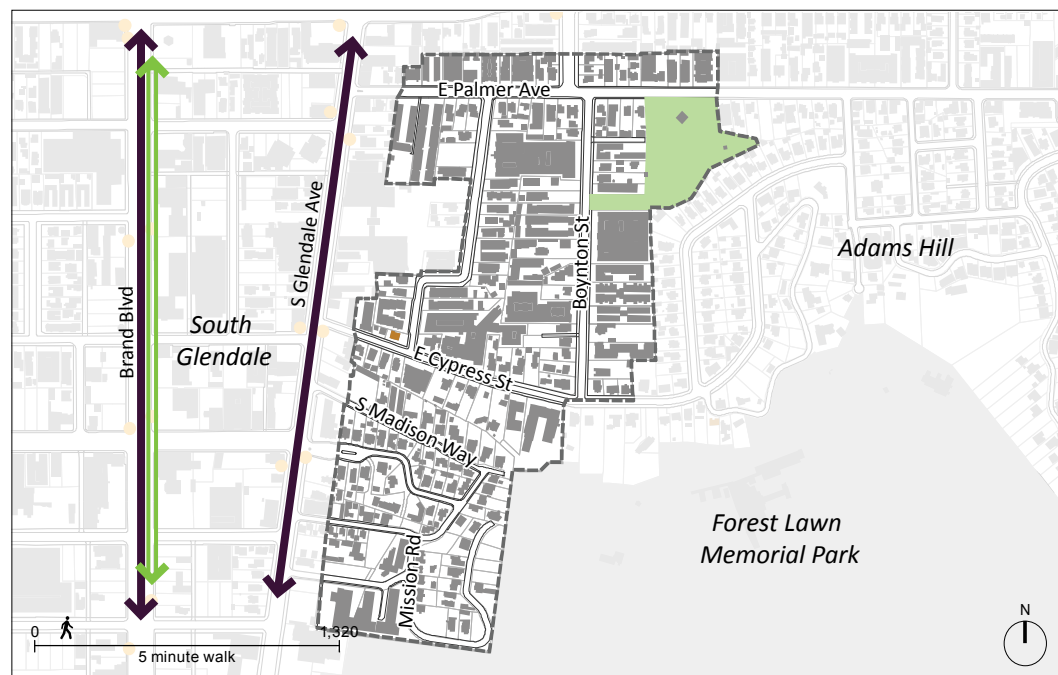 E Palmer Ave
S Glendale Ave
Brand Blvd
South
Glendale
Boynton St
Adams Hill
E Cypress St
S Madison Way
Mission Rd
Forest Lawn
Memorial Park
0
1,320
5 minute walk
N